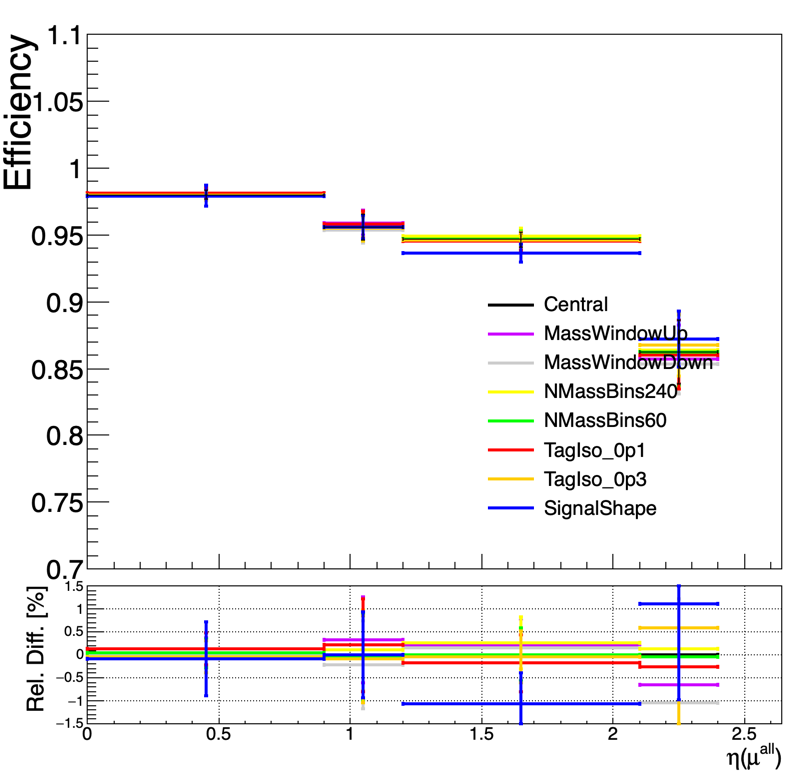 Efficiency
1.1
1.05
1
0.95
0.9
0.85
0.8
0.75
0.7
Central
MassWindowUp
MassWindowDown
NMassBins240
NMassBins60
TagIso_0p1
TagIso_0p3
SignalShape
Rel. Diff. [%]
1.5
1
0.5
0
−0.5
−1
−1.5
0 0.5 1 1.5 2 2.5
η(μ^all)